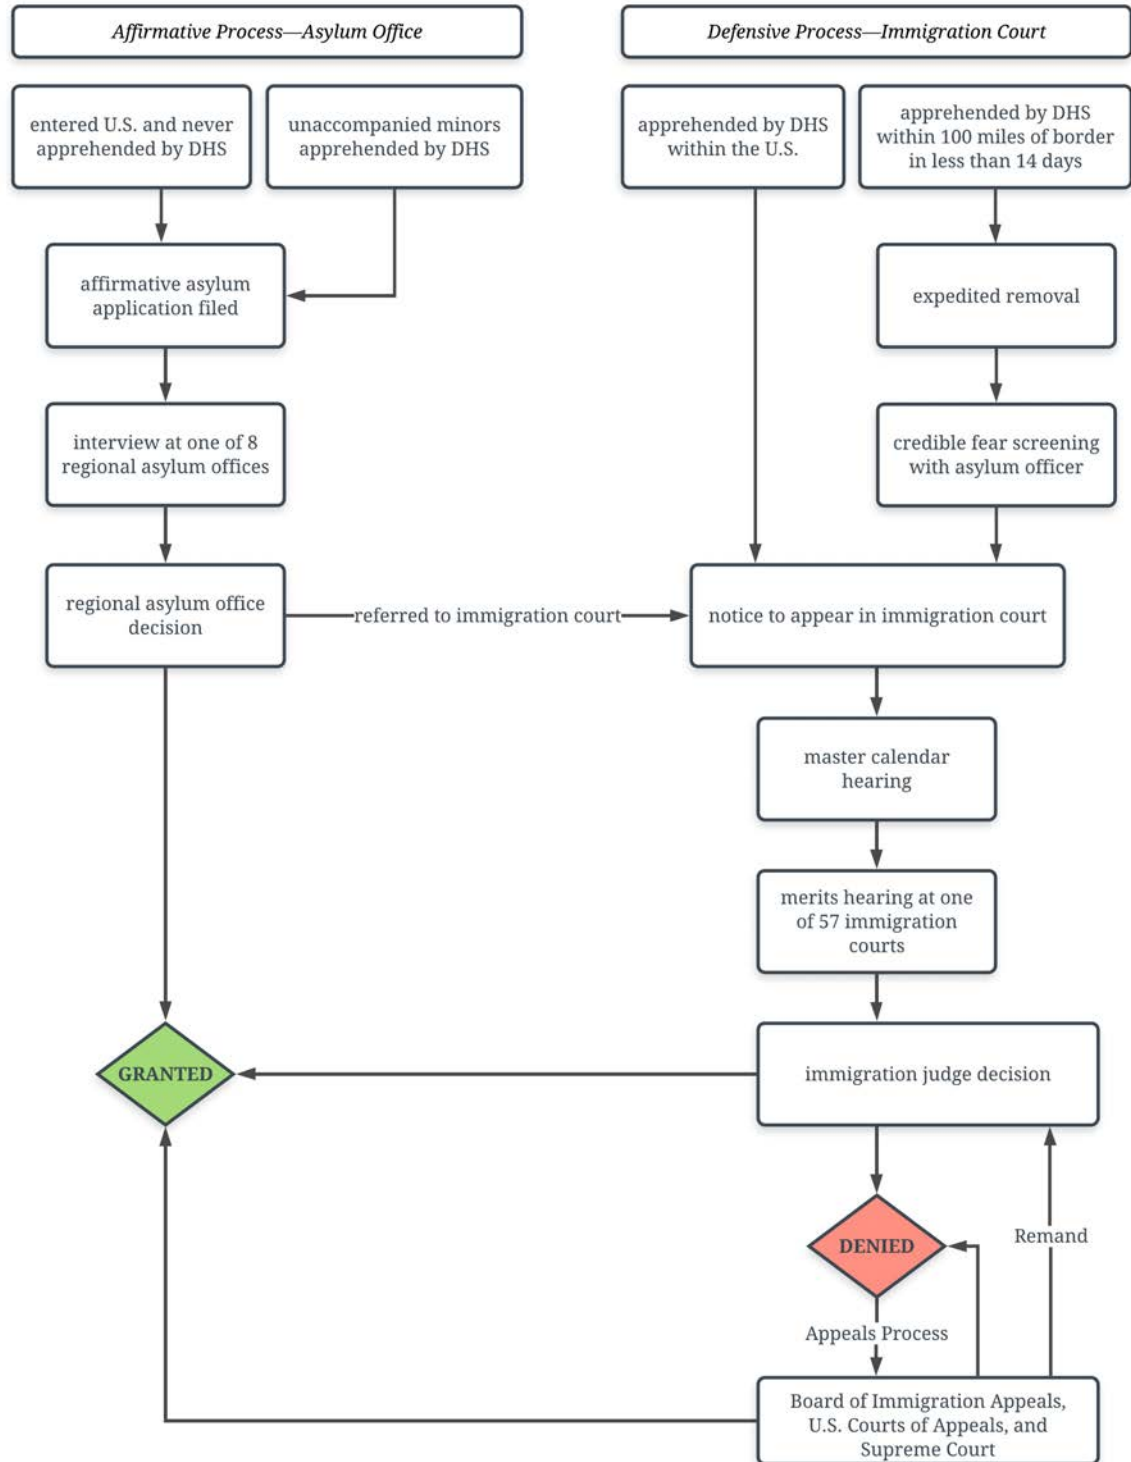 Affirmative Process—Asylum Office
Defensive Process—Immigration Court
entered U.S. and never
apprehended by DHS
unaccompanied minors
apprehended by DHS
apprehended by DHS
within the U.S.
apprehended by DHS
within 100 miles of border
in less than 14 days
affirmative asylum
application filed
expedited removal
interview at one of 8
regional asylum offices
credible fear screening
with asylum officer
regional asylum office
decision
referred to immigration court
notice to appear in immigration court
master calendar
hearing
merits hearing at one
of 57 immigration
courts
GRANTED
immigration judge decision
DENIED
Remand
Appeals Process
Board of Immigration Appeals,
U.S. Courts of Appeals, and
Supreme Court